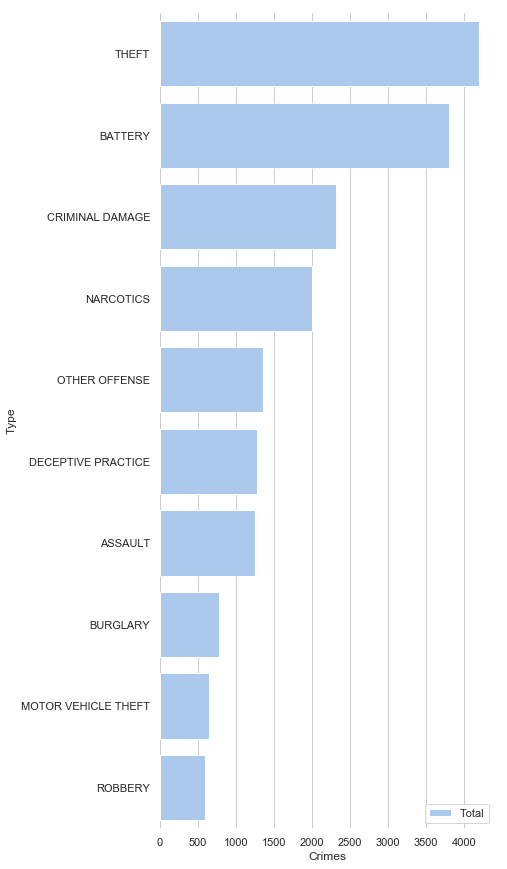 THEFT
BATTERY
CRIMINAL DAMAGE
NARCOTICS
OTHER OFFENSE
Type
DECEPTIVE PRACTICE
ASSAULT
BURGLARY
MOTOR VEHICLE THEFT
ROBBERY
Total
0 500 1000 1500 2000 2500 3000 3500 4000
Crimes